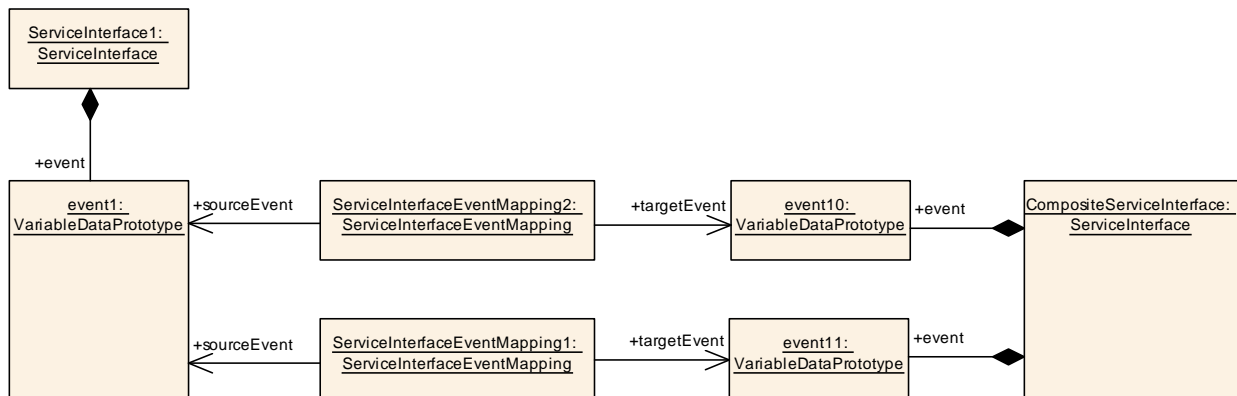 ServiceInterface1:
ServiceInterface
+event
event1:
VariableDataPrototype
+sourceEvent
ServiceInterfaceEventMapping2:
ServiceInterfaceEventMapping
+targetEvent
event10:
VariableDataPrototype
+event
CompositeServiceInterface:
ServiceInterface
+sourceEvent
ServiceInterfaceEventMapping1:
ServiceInterfaceEventMapping
+targetEvent
event11:
VariableDataPrototype
+event